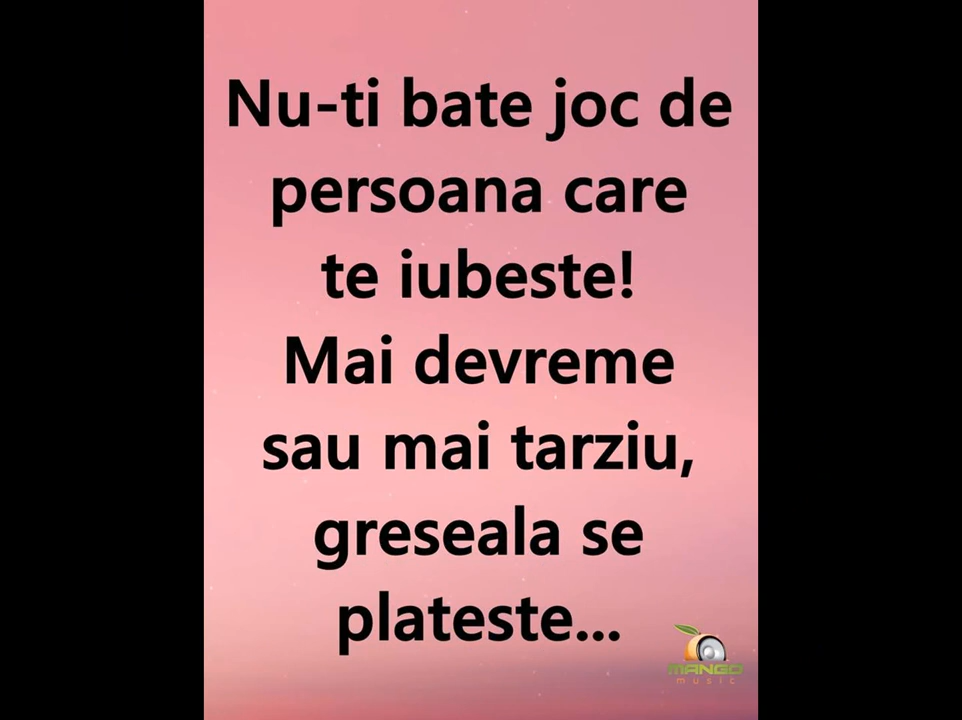 Nu-ti bate joc de
persoana care
te iubeste!
Mai devreme
sau mai tarziu,
greseala se
plateste...
MANGO
music